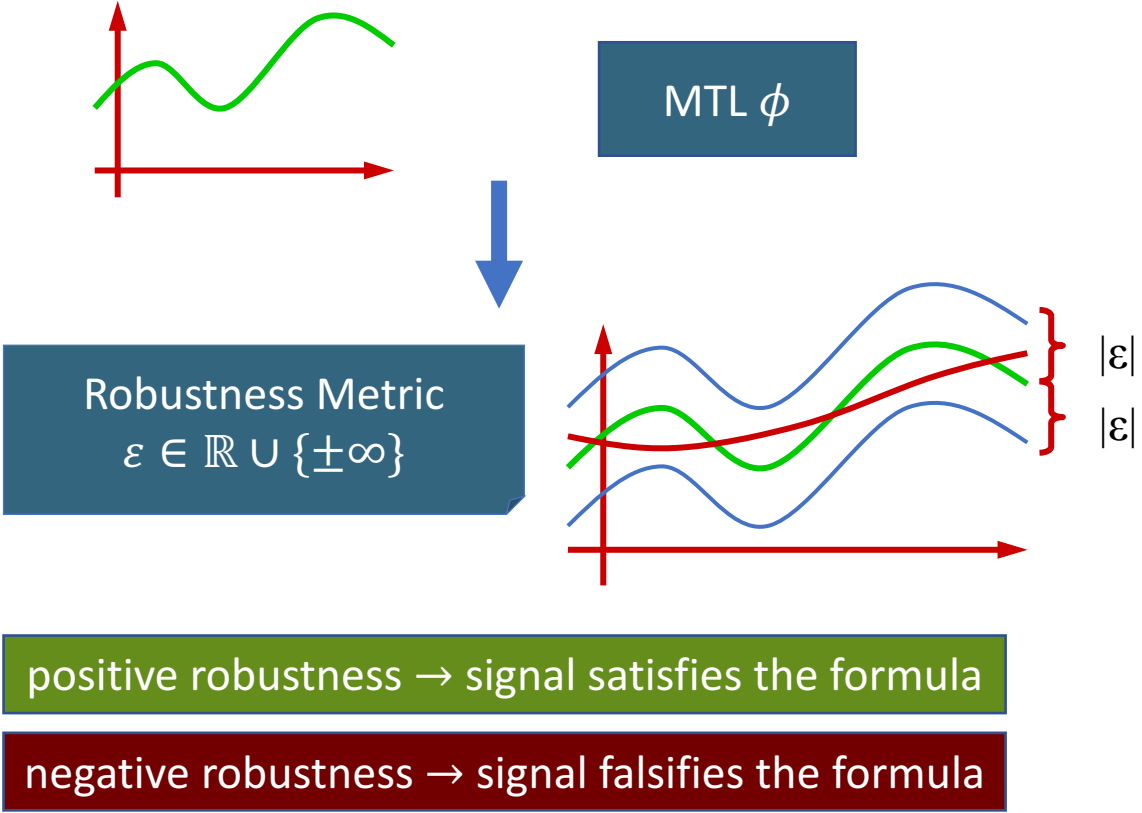 MTL ϕ
Robustness Metric
ε ∈ ℝ ∪ {±∞}
|ε|
|ε|
positive robustness → signal satisfies the formula
negative robustness → signal falsifies the formula